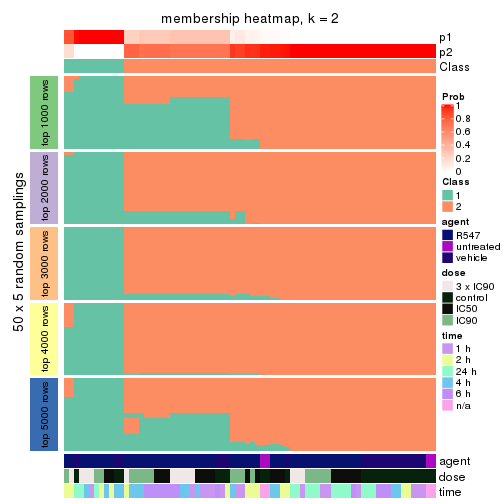 membership heatmap, k = 2
p1
p2
Class
50 x 5 random samplings
top 1000 rows
top 2000 rows
top 3000 rows
top 4000 rows
top 5000 rows
Prob
1
0.8
0.6
0.4
0.2
0
Class
1
2
agent
R547
untreated
vehicle
dose
3 x IC90
control
IC50
IC90
time
1 h
2 h
24 h
4 h
6 h
n/a
agent
dose
time